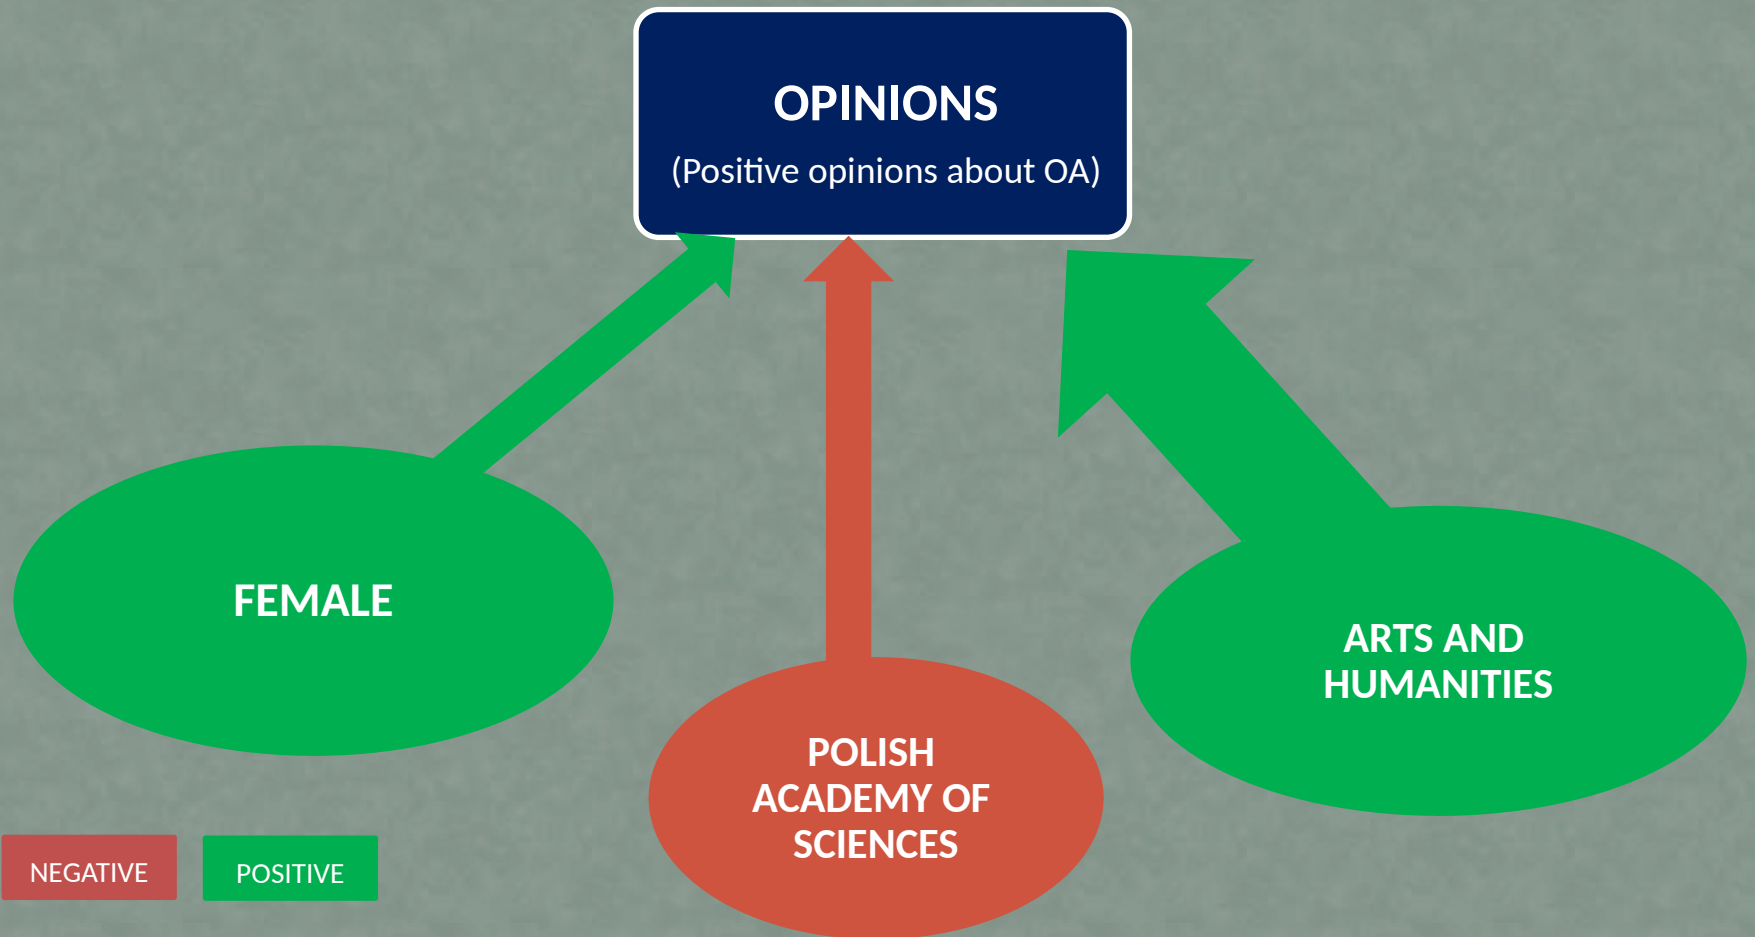 OPINIONS
(Positive opinions about OA)
FEMALE
ARTS AND
HUMANITIES
POLISH
ACADEMY OF
SCIENCES
NEGATIVE
POSITIVE